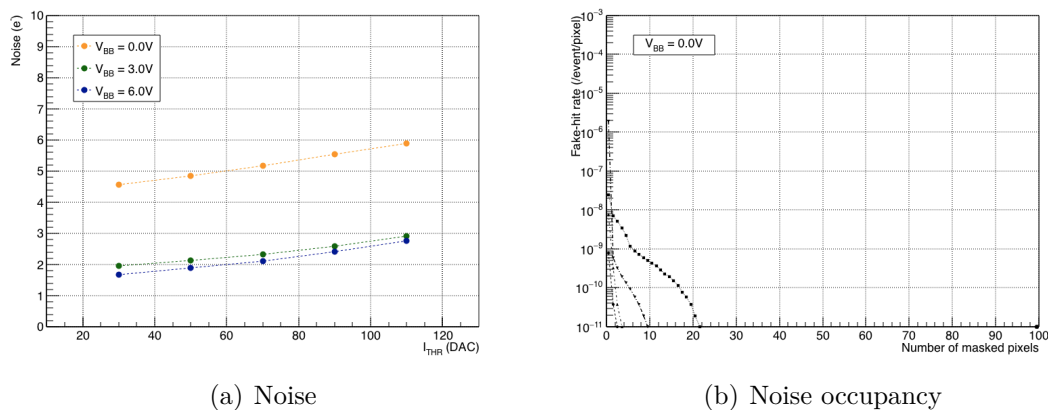 Noise (e⁻)
10
9
8
7
6
5
4
3
2
1
0
V_BB = 0.0V
V_BB = 3.0V
V_BB = 6.0V
20 40 60 80 100 120
I_THR (DAC)
(a) Noise
Fake-hit rate (/event/pixel)
10⁻³
10⁻⁴
10⁻⁵
10⁻⁶
10⁻⁷
10⁻⁸
10⁻⁹
10⁻¹⁰
10⁻¹¹
V_BB = 0.0V
0 10 20 30 40 50 60 70 80 90 100
Number of masked pixels
(b) Noise occupancy